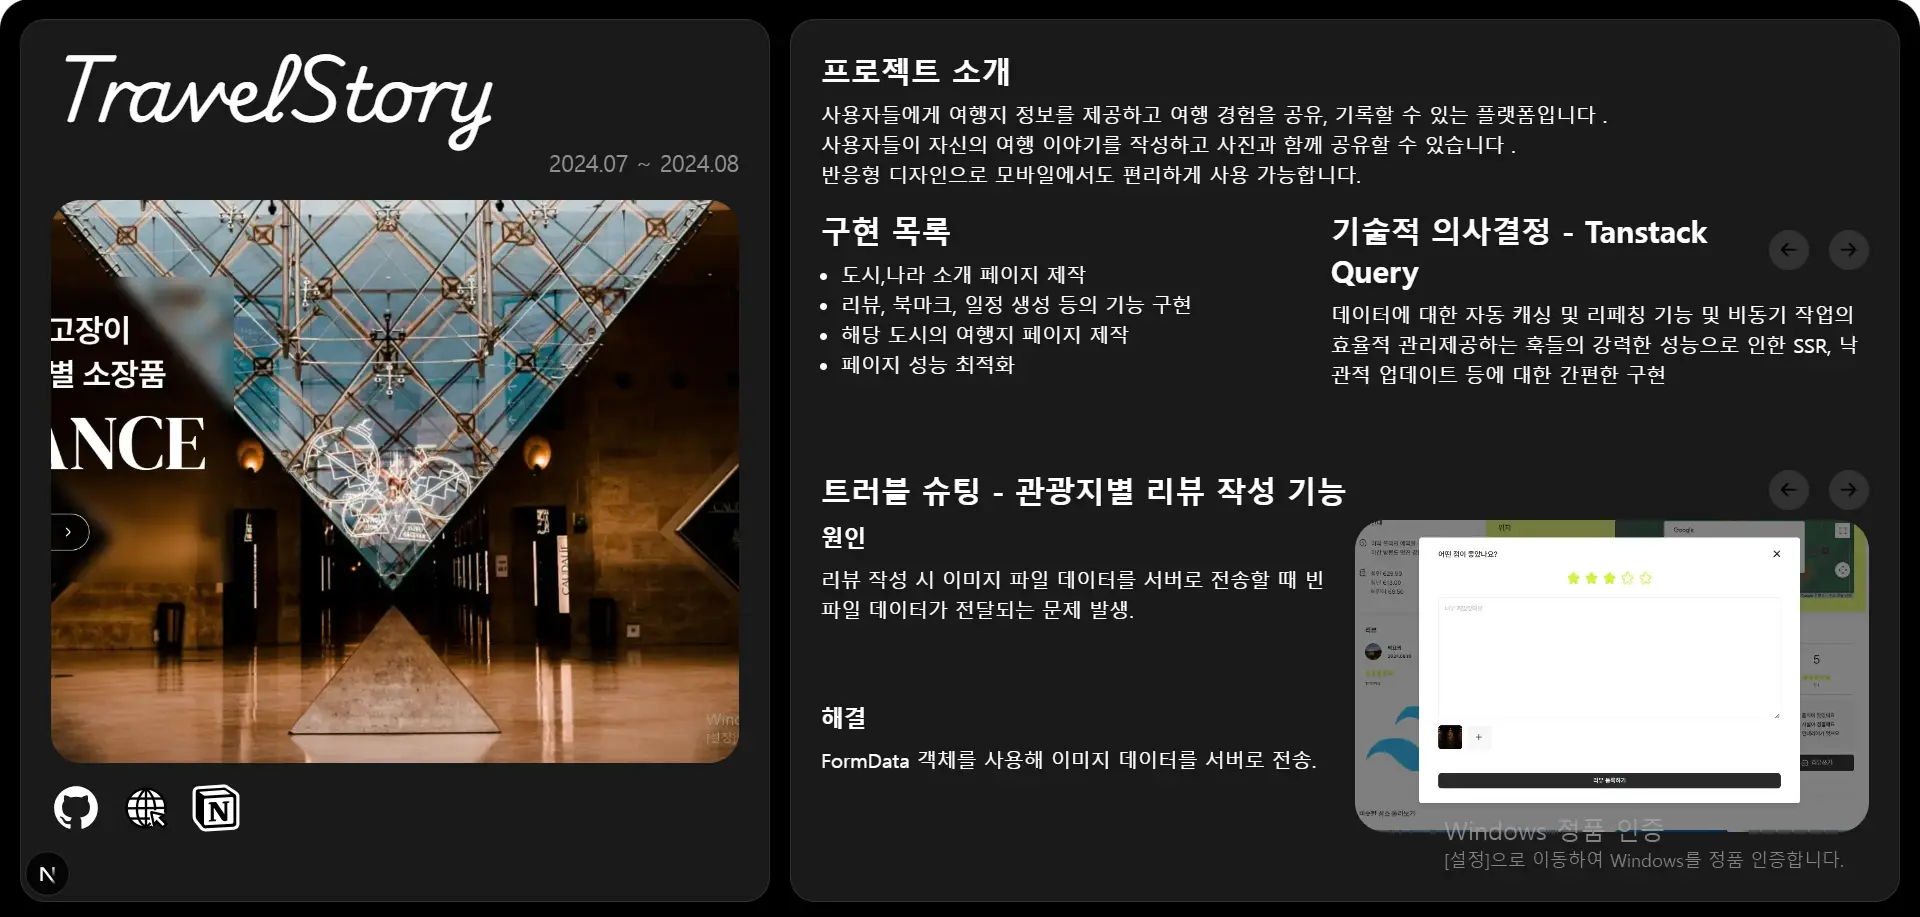 TravelStory
2024.07 ~ 2024.08
고장이
별 소장품
ANCE
CAUDALIE
N
N
프로젝트 소개
사용자들에게 여행지 정보를 제공하고 여행 경험을 공유, 기록할 수 있는 플랫폼입니다 .
사용자들이 자신의 여행 이야기를 작성하고 사진과 함께 공유할 수 있습니다 .
반응형 디자인으로 모바일에서도 편리하게 사용 가능합니다.
구현 목록
• 도시,나라 소개 페이지 제작
• 리뷰, 북마크, 일정 생성 등의 기능 구현
• 해당 도시의 여행지 페이지 제작
• 페이지 성능 최적화
기술적 의사결정 - Tanstack
Query
데이터에 대한 자동 캐싱 및 리페칭 기능 및 비동기 작업의
효율적 관리제공하는 훅들의 강력한 성능으로 인한 SSR, 낙
관적 업데이트 등에 대한 간편한 구현
트러블 슈팅 - 관광지별 리뷰 작성 기능
원인
리뷰 작성 시 이미지 파일 데이터를 서버로 전송할 때 빈
파일 데이터가 전달되는 문제 발생.
해결
FormData 객체를 사용해 이미지 데이터를 서버로 전송.
위치
Google
어떤 점이 좋았나요?
리뷰
5
리뷰쓰기
리뷰 등록하기
Windows 정품 인증
[설정]으로 이동하여 Windows를 정품 인증합니다.